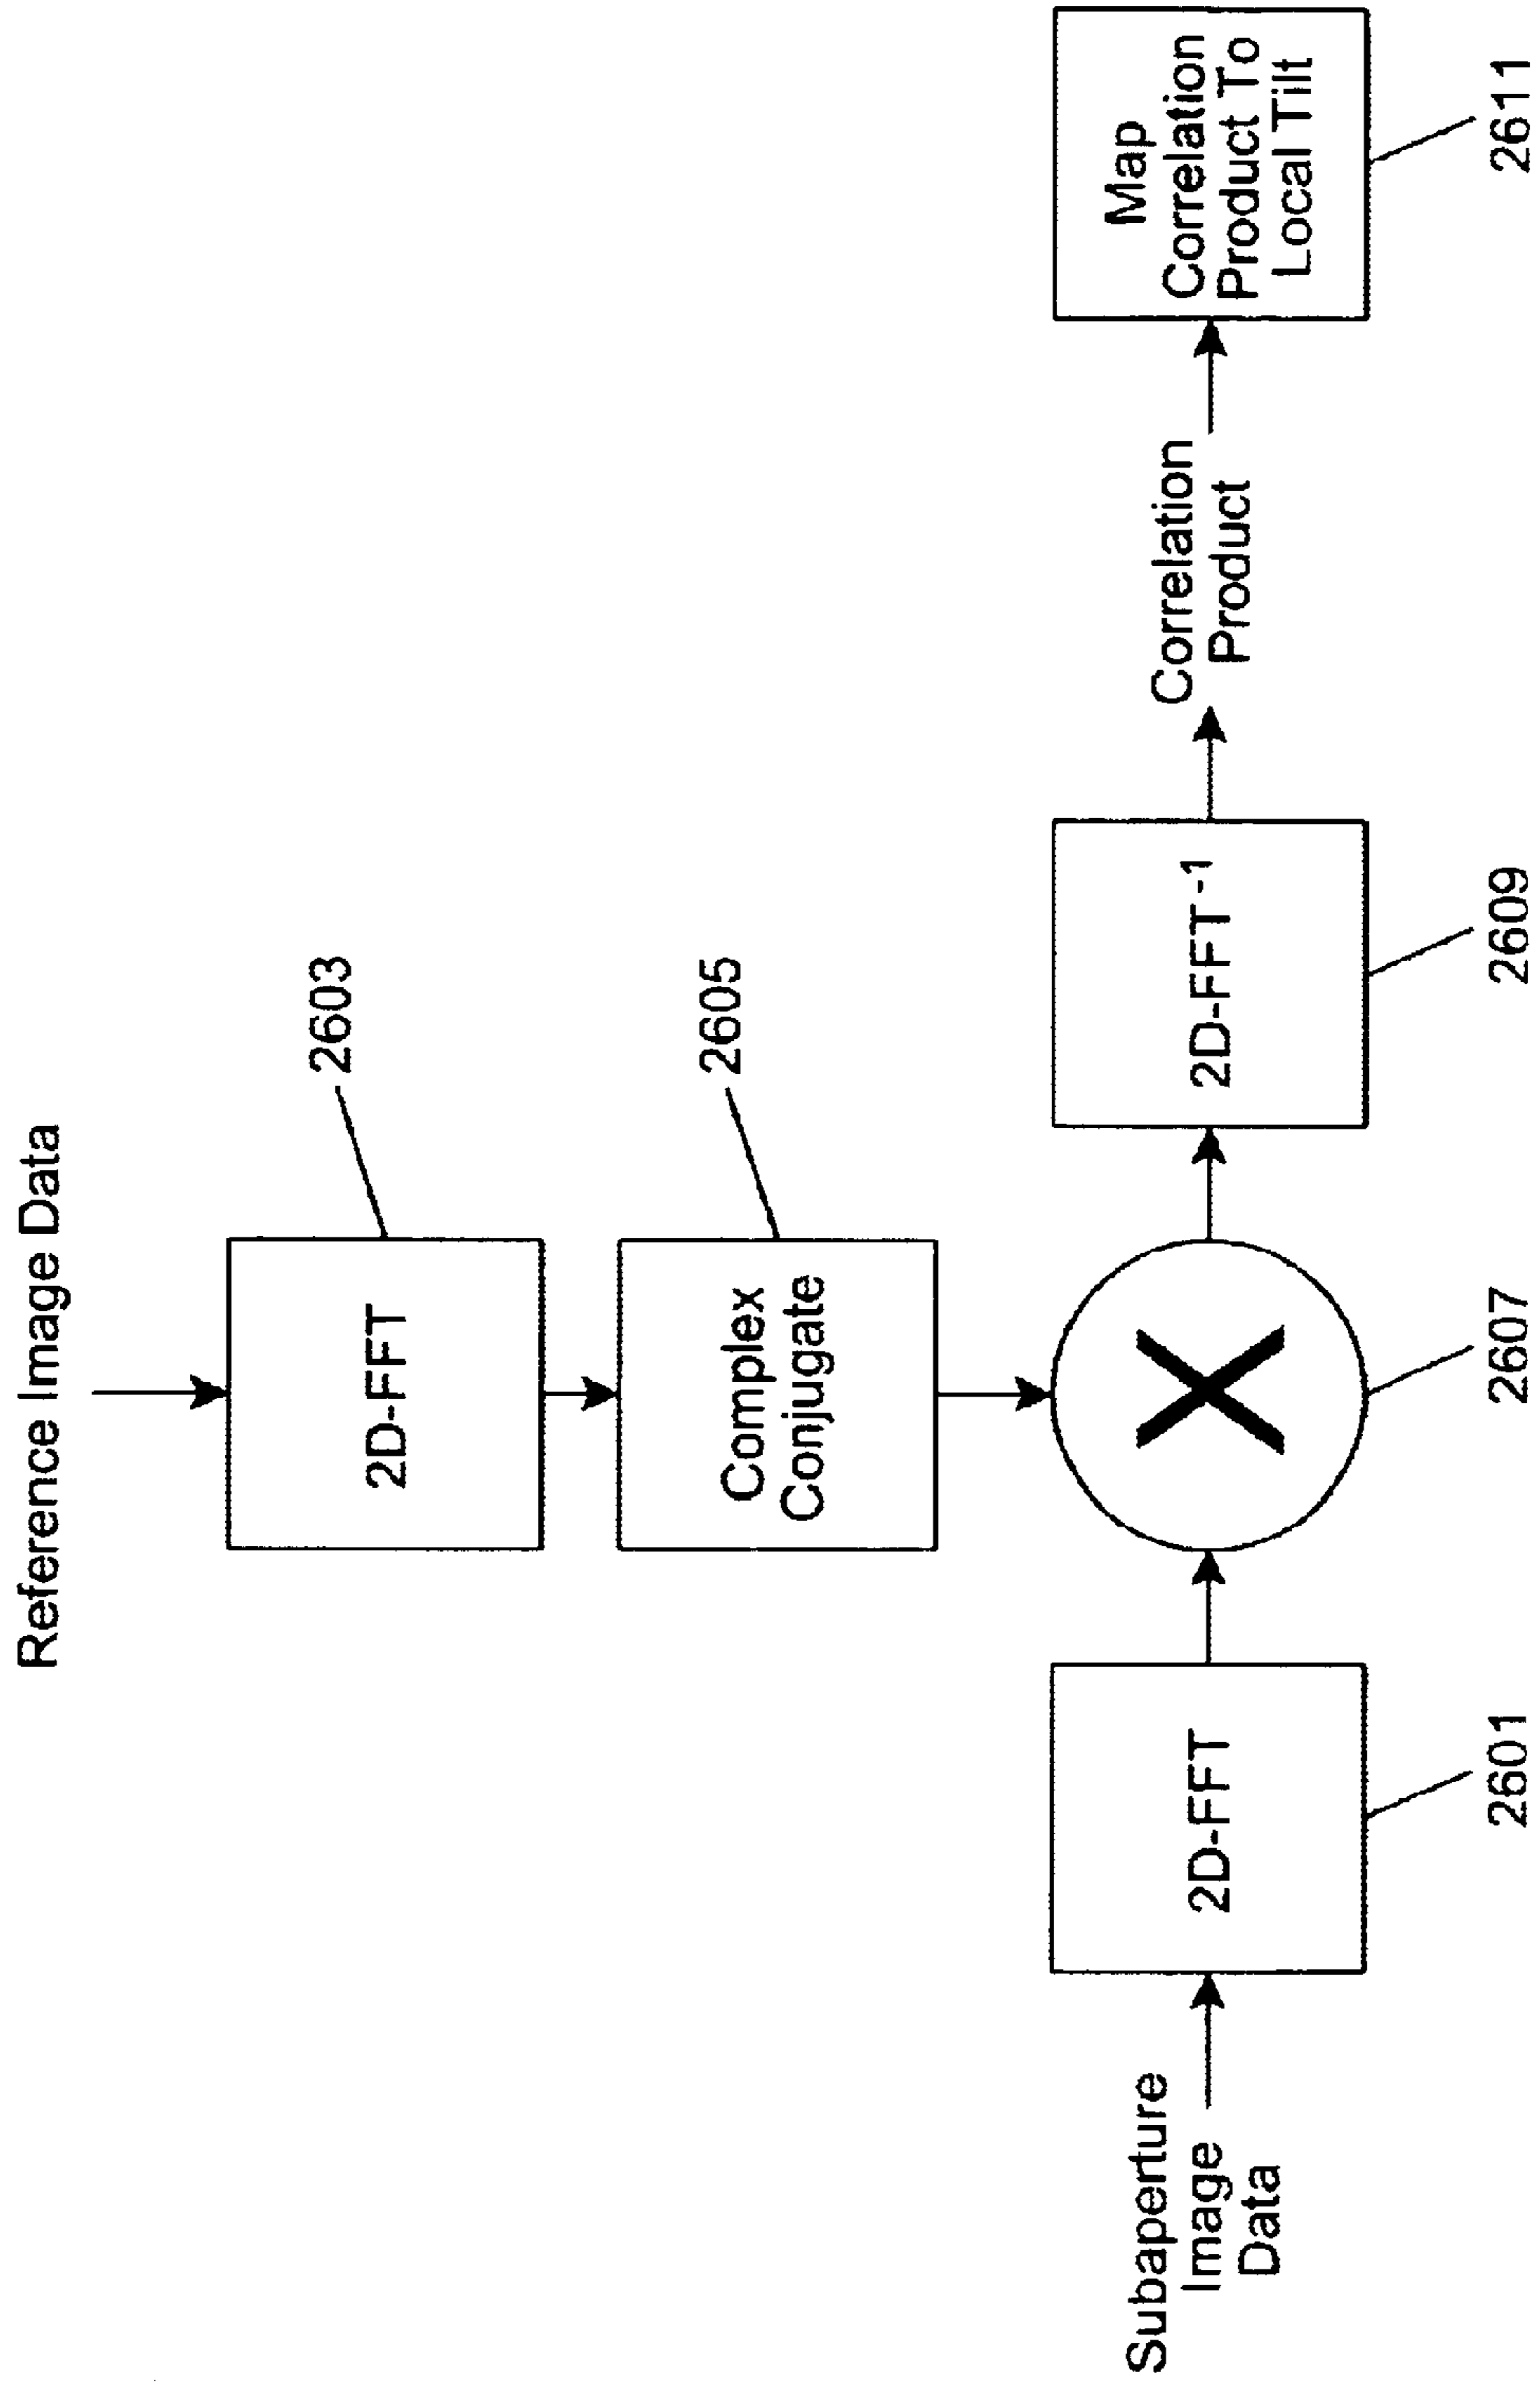 Reference Image Data
2D-FFT
2603
Complex
Conjugate
2605
Subaperture
Image
Data
2D-FFT
2601
2607
2D-FFT-1
2609
Correlation
Product
Map
Correlation
Product To
Local Tilt
2611